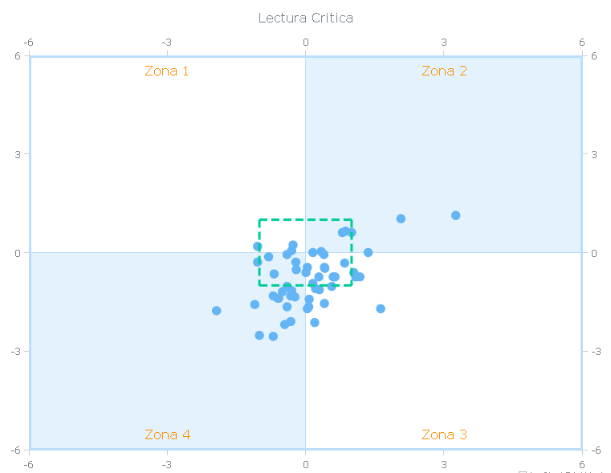 Lectura Critica
-6 -3 0 3 6
6 6
Zona 1 Zona 2
3 3
0 0
-3 -3
Zona 4 Zona 3
-6 -6
-6 -3 0 3 6